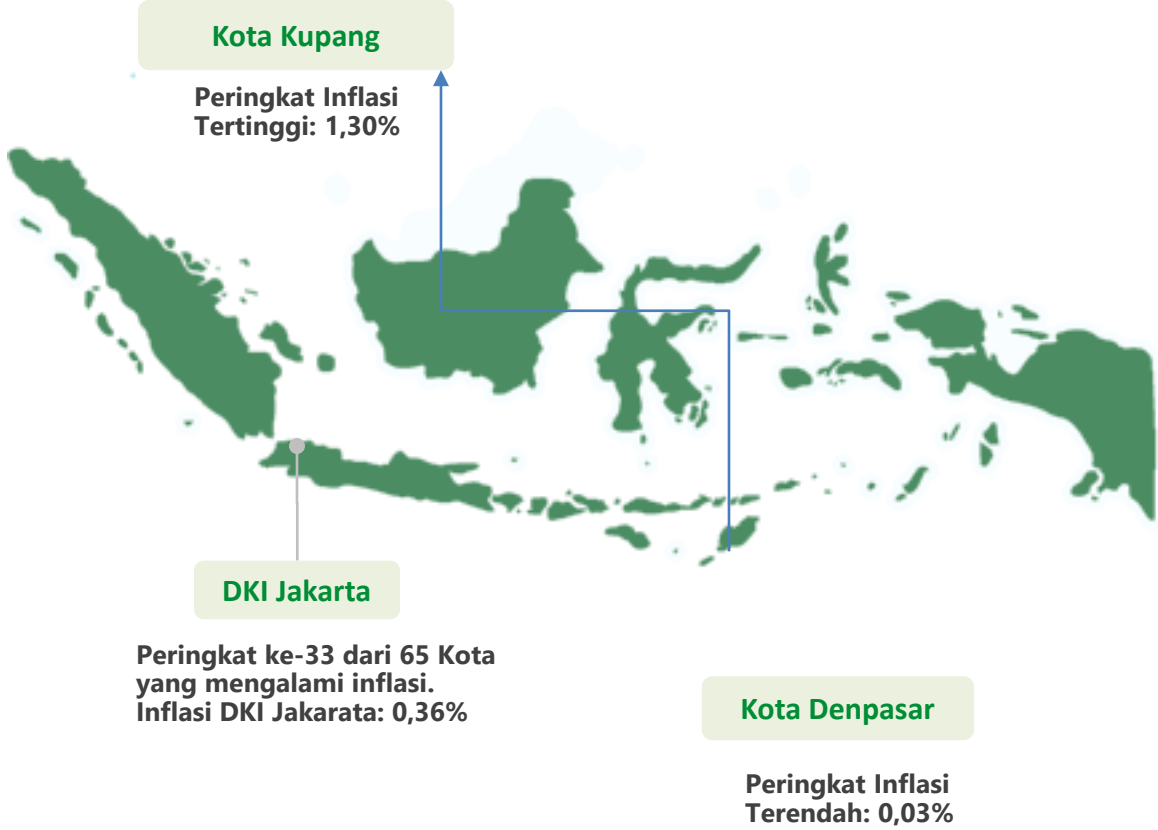 Kota Kupang
Peringkat Inflasi
Tertinggi: 1,30%
DKI Jakarta
Peringkat ke-33 dari 65 Kota
yang mengalami inflasi.
Inflasi DKI Jakarata: 0,36%
Kota Denpasar
Peringkat Inflasi
Terendah: 0,03%